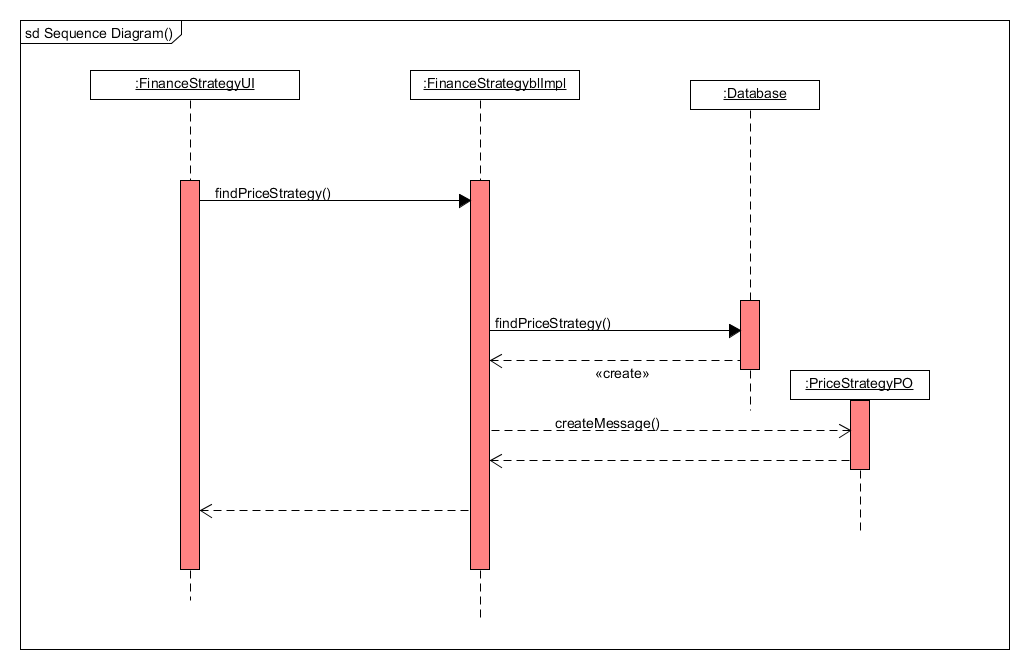 sd Sequence Diagram()
:FinanceStrategyUI
:FinanceStrategyblImpl
:Database
findPriceStrategy()
findPriceStrategy()
«create»
:PriceStrategyPO
createMessage()